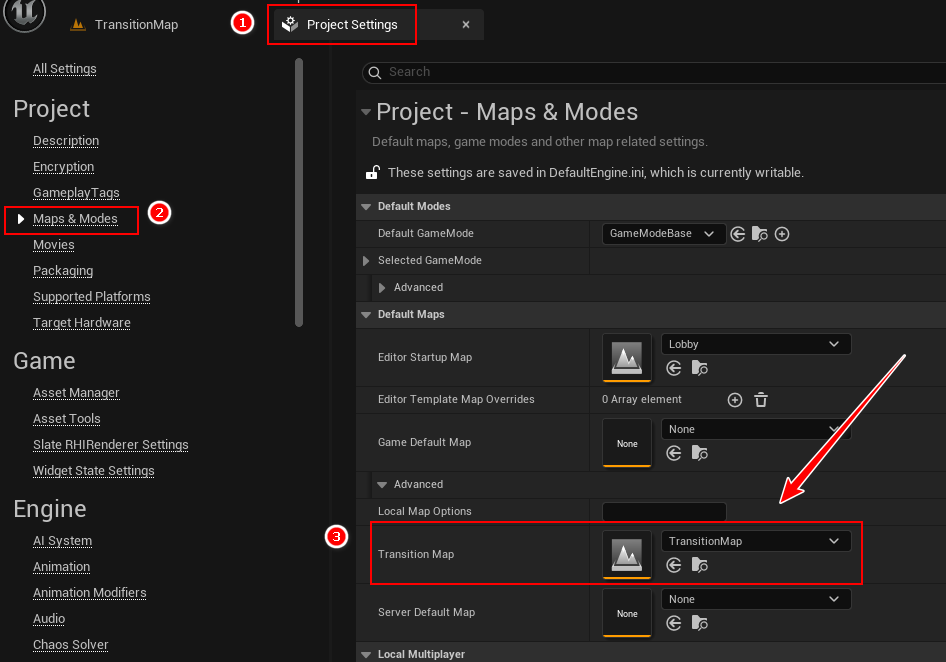 TransitionMap
1
Project Settings
All Settings
Project
Description
Encryption
GameplayTags
Maps & Modes
2
Movies
Packaging
Supported Platforms
Target Hardware
Game
Asset Manager
Asset Tools
Slate RHIRenderer Settings
Widget State Settings
Engine
AI System
Animation
Animation Modifiers
Audio
Chaos Solver
Search
Project - Maps & Modes
Default maps, game modes and other map related settings.
These settings are saved in DefaultEngine.ini, which is currently writable.
Default Modes
Default GameMode
GameModeBase
Selected GameMode
Advanced
Default Maps
Editor Startup Map
Lobby
Editor Template Map Overrides
0 Array element
Game Default Map
None
None
Advanced
Local Map Options
3
Transition Map
TransitionMap
Server Default Map
None
None
Local Multiplayer